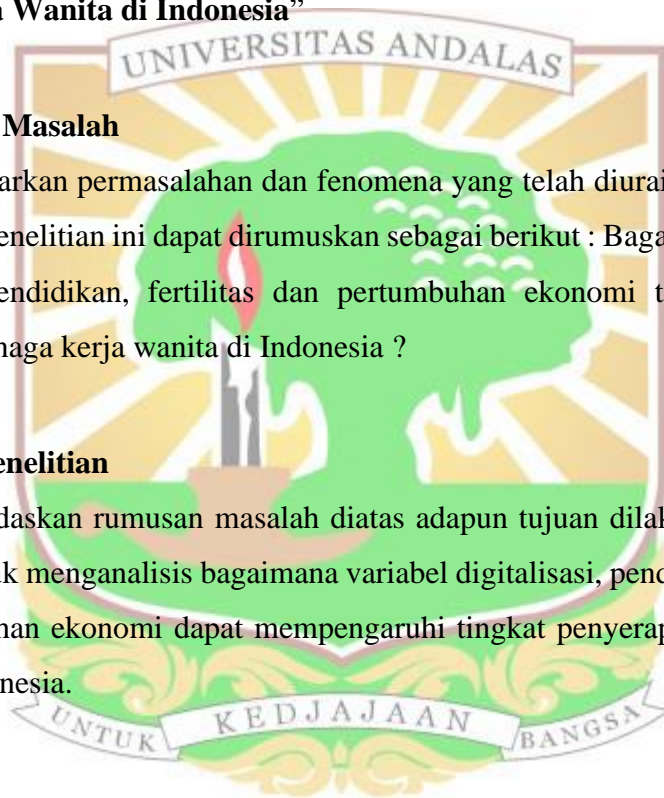 a Wanita di Indonesia”
UNIVERSITAS ANDALAS
Masalah
arkan permasalahan dan fenomena yang telah diurai
enelitian ini dapat dirumuskan sebagai berikut : Baga
endidikan, fertilitas dan pertumbuhan ekonomi t
naga kerja wanita di Indonesia ?
enelitian
daskan rumusan masalah diatas adapun tujuan dilak
uk menganalisis bagaimana variabel digitalisasi, pend
han ekonomi dapat mempengaruhi tingkat penyerap
onesia.
UNTUK KEDJAJAAN BANGSA